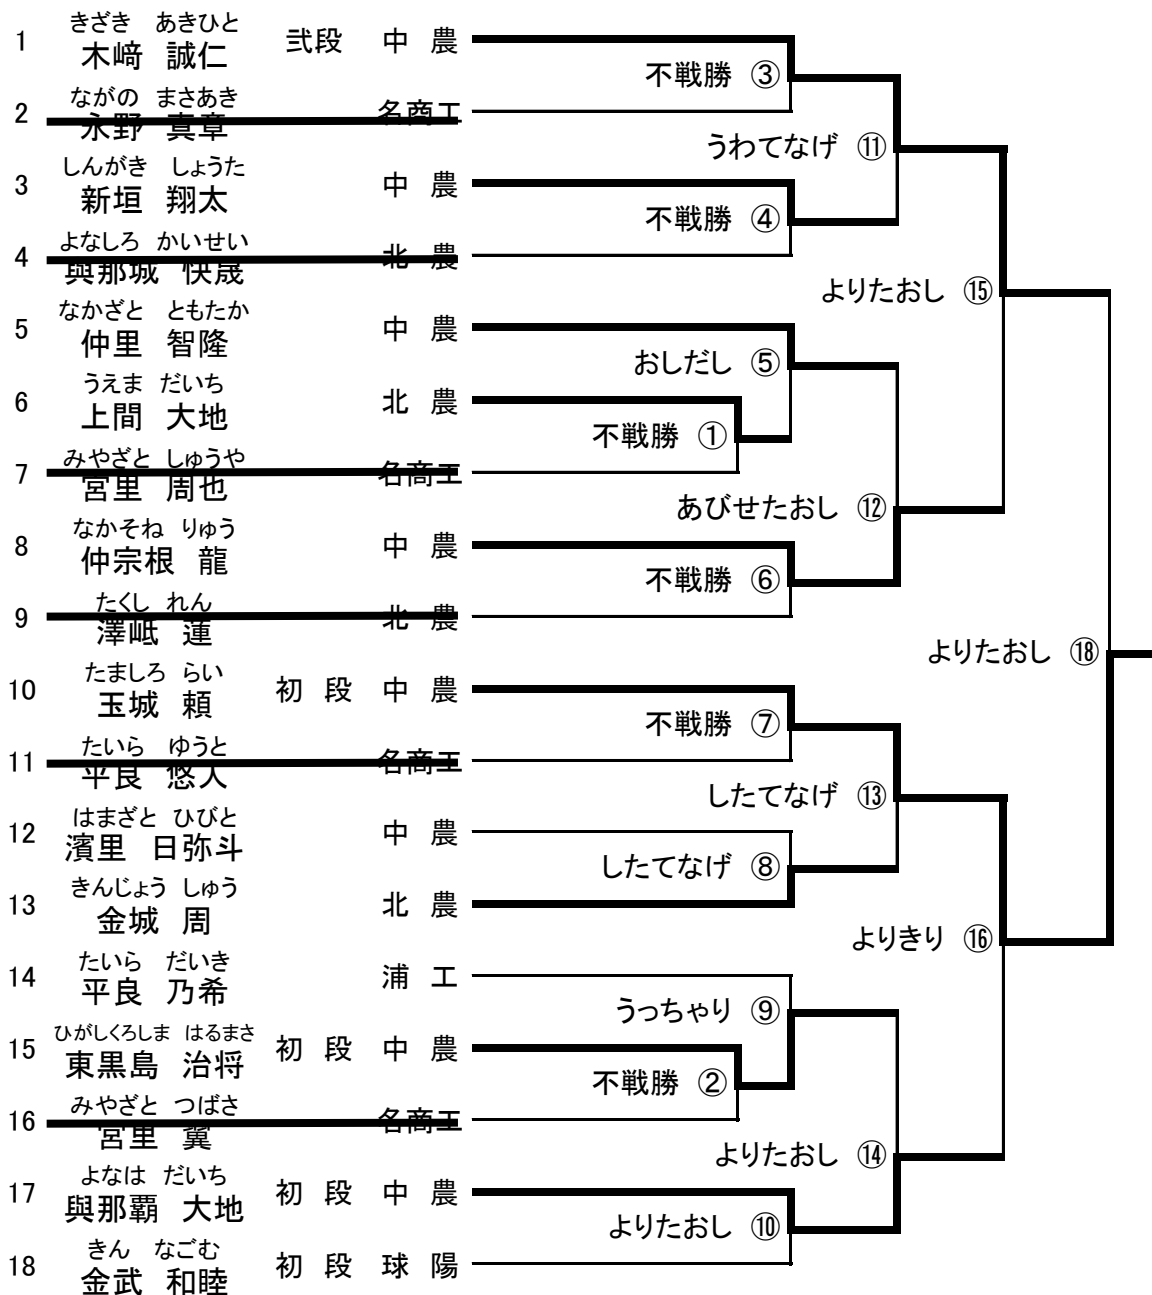 きざき あきひと
1 木﨑 誠仁 弐段 中 農
不戦勝 ③
ながの まさあき
2 永野 真章 名商工
うわてなげ ⑪
しんがき しょうた
3 新垣 翔太 中 農
不戦勝 ④
よなしろ かいせい
4 與那城 快晟 北 農
よりたおし ⑮
なかざと ともたか
5 仲里 智隆 中 農
おしだし ⑤
うえま だいち
6 上間 大地 北 農
不戦勝 ①
みやざと しゅうや
7 宮里 周也 名商工
あびせたおし ⑫
なかそね りゅう
8 仲宗根 龍 中 農
不戦勝 ⑥
たくし れん
9 澤岻 蓮 北 農
よりたおし ⑱
たましろ らい
10 玉城 頼 初 段 中 農
不戦勝 ⑦
たいら ゆうと
11 平良 悠人 名商工
したてなげ ⑬
はまざと ひびと
12 濱里 日弥斗 中 農
したてなげ ⑧
きんじょう しゅう
13 金城 周 北 農
よりきり ⑯
たいら だいき
14 平良 乃希 浦 工
うっちゃり ⑨
ひがしくろしま はるまさ
15 東黒島 治将 初 段 中 農
不戦勝 ②
みやざと つばさ
16 宮里 翼 名商工
よりたおし ⑭
よなは だいち
17 與那覇 大地 初 段 中 農
よりたおし ⑩
きん なごむ
18 金武 和睦 初 段 球 陽